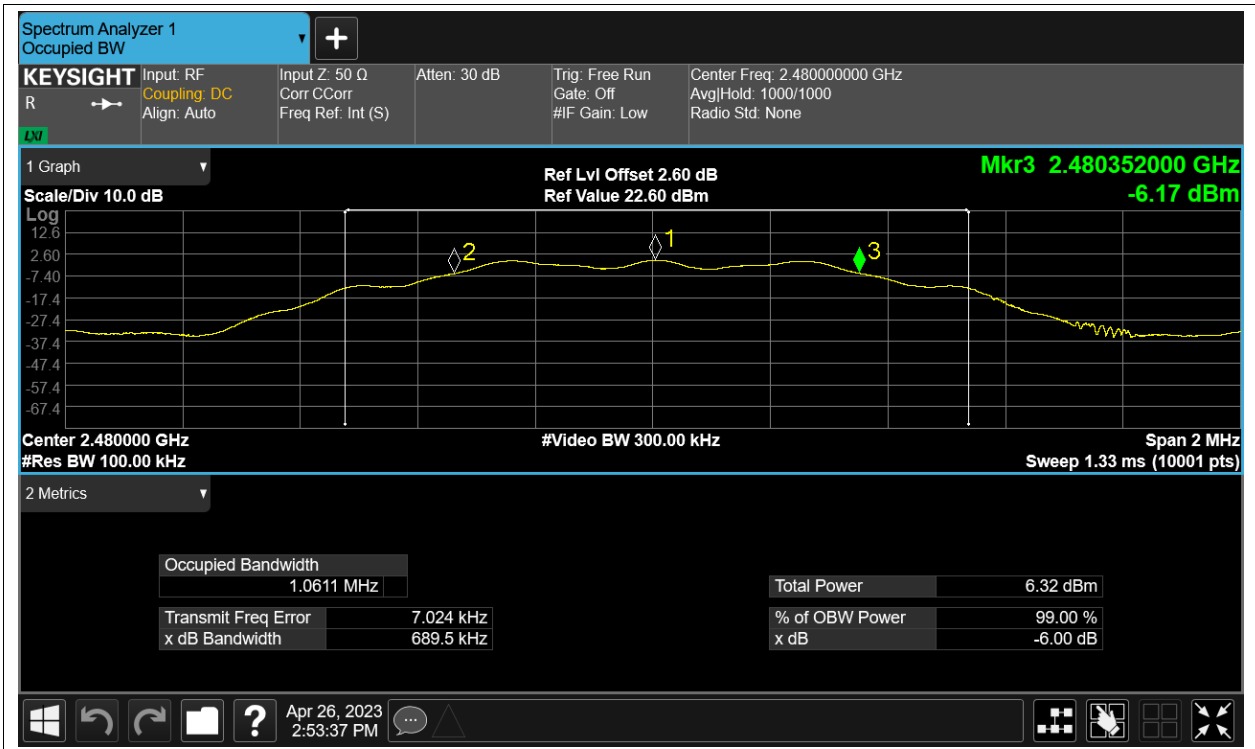 Spectrum Analyzer 1
Occupied BW
+
KEYSIGHT
R
LXI
Input: RF
Coupling: DC
Align: Auto
Input Z: 50 Ω
Corr CCorr
Freq Ref: Int (S)
Atten: 30 dB
Trig: Free Run
Gate: Off
#IF Gain: Low
Center Freq: 2.480000000 GHz
Avg|Hold: 1000/1000
Radio Std: None
1 Graph
Scale/Div 10.0 dB
Ref Lvl Offset 2.60 dB
Ref Value 22.60 dBm
Mkr3 2.480352000 GHz
-6.17 dBm
Log
12.6
2.60
-7.40
-17.4
-27.4
-37.4
-47.4
-57.4
-67.4
2
1
3
Center 2.480000 GHz
#Video BW 300.00 kHz
Span 2 MHz
#Res BW 100.00 kHz
Sweep 1.33 ms (10001 pts)
2 Metrics
Occupied Bandwidth
1.0611 MHz
Transmit Freq Error 7.024 kHz
x dB Bandwidth 689.5 kHz
Total Power 6.32 dBm
% of OBW Power 99.00 %
x dB -6.00 dB
?
Apr 26, 2023
2:53:37 PM